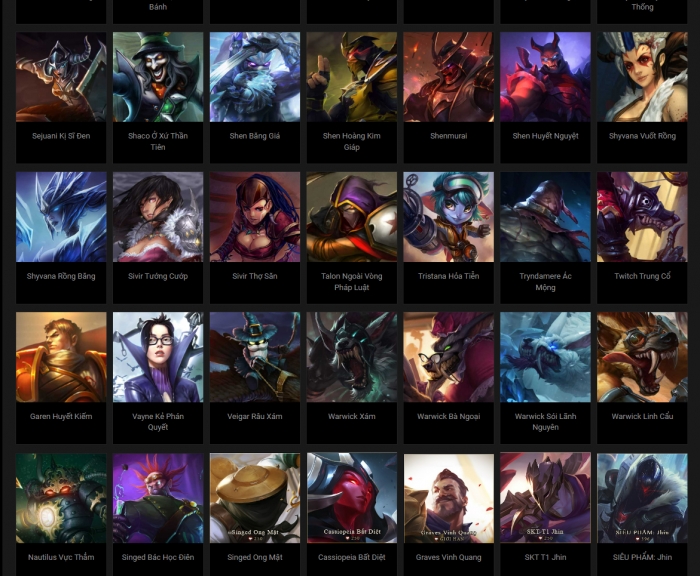 Bánh
Thống
Sejuani Kị Sĩ Đen
Shaco Ở Xứ Thần
Tiên
Shen Băng Giá
Shen Hoàng Kim
Giáp
Shenmurai
Shen Huyết Nguyệt
Shyvana Vuốt Rồng
Shyvana Rồng Băng
Sivir Tướng Cướp
Sivir Thợ Săn
Talon Ngoài Vòng
Pháp Luật
Tristana Hỏa Tiễn
Tryndamere Ác
Mộng
Twitch Trung Cổ
Garen Huyết Kiếm
Vayne Kẻ Phán
Quyết
Veigar Râu Xám
Warwick Xám
Warwick Bà Ngoại
Warwick Sói Lãnh
Nguyên
Warwick Linh Cẩu
Singed Ong Mật
Cassiopeia Bất Diệt
Graves Vinh Quang
SKT T1 Jhin
SIÊU PHẨM: Jhin
Nautilus Vực Thẳm
Singed Bác Học Điên
Singed Ong Mật
Cassiopeia Bất Diệt
Graves Vinh Quang
SKT T1 Jhin
SIÊU PHẨM: Jhin